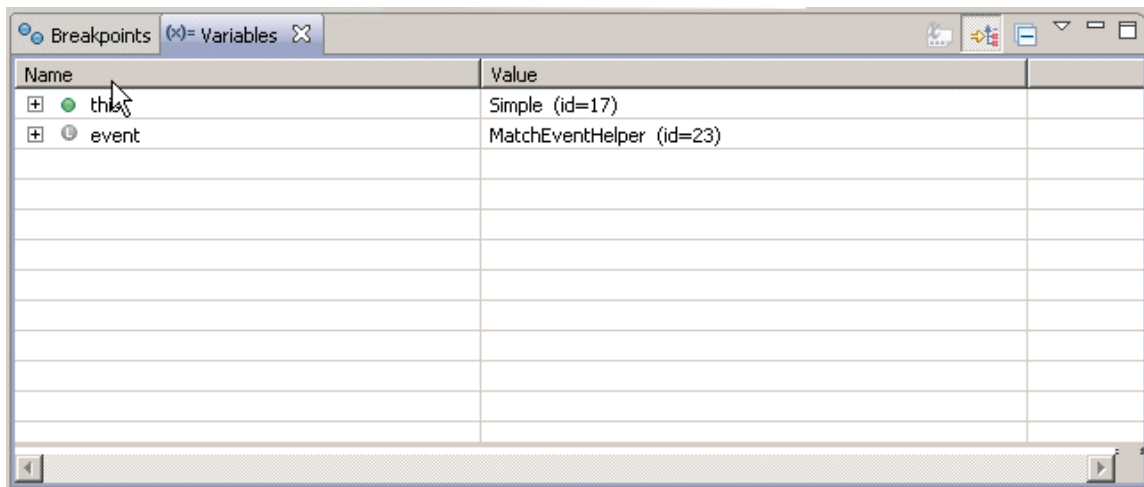 Breakpoints (x)= Variables
Name Value
this Simple (id=17)
L event MatchEventHelper (id=23)